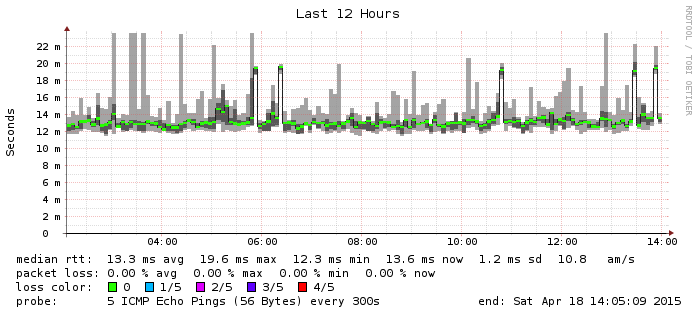 Last 12 Hours
RRDTOOL / TOBI OETIKER
Seconds
22 m
20 m
18 m
16 m
14 m
12 m
10 m
8 m
6 m
4 m
2 m
0
04:00 06:00 08:00 10:00 12:00 14:00
median rtt: 13.3 ms avg 19.6 ms max 12.3 ms min 13.6 ms now 1.2 ms sd 10.8 am/s
packet loss: 0.00 % avg 0.00 % max 0.00 % min 0.00 % now
loss color: 0 1/5 2/5 3/5 4/5
probe: 5 ICMP Echo Pings (56 Bytes) every 300s end: Sat Apr 18 14:05:09 2015